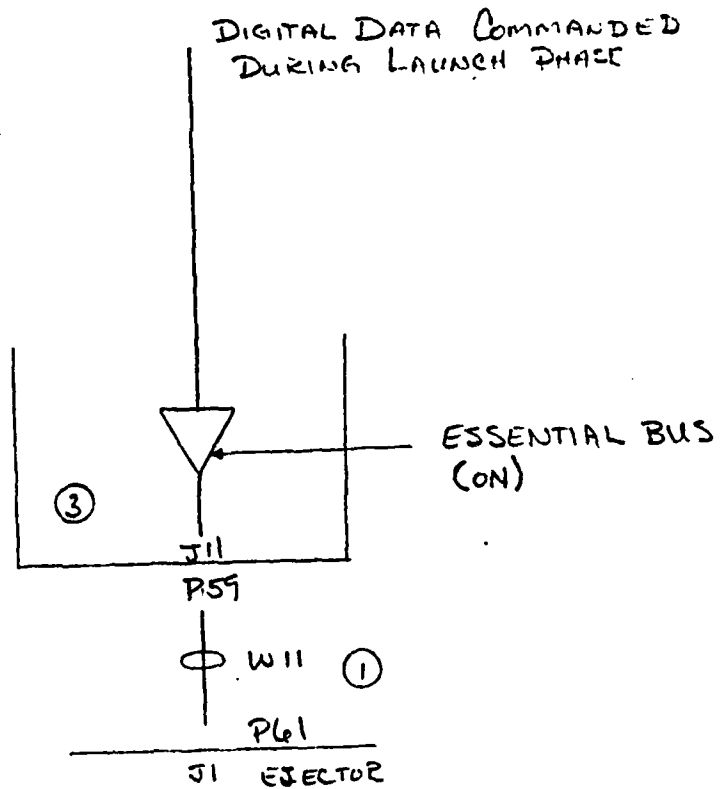 DIGITAL DATA COMMANDED
DURING LAUNCH PHASE
ESSENTIAL BUS
(ON)
3
J11
P59
W11 1
P61
J1 EJECTOR